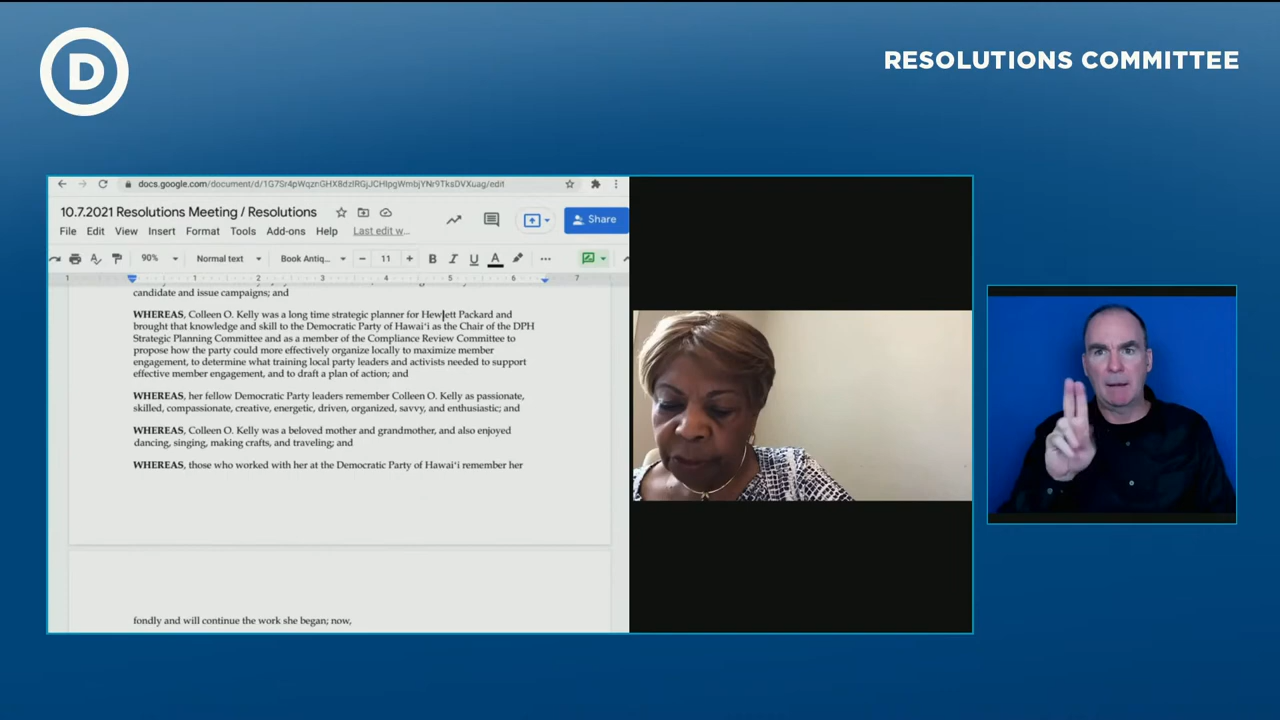 D
RESOLUTIONS COMMITTEE
docs.google.com/document/d/1G7Sr4pWqznGHX8dzIRGjJCHIpgWmbjYNr9TksDVXuag/edit
10.7.2021 Resolutions Meeting / Resolutions
Share
File Edit View Insert Format Tools Add-ons Help Last edit w...
90% Normal text Book Antiq... 11 B I U A
1 1 2 3 4 5 6 7
candidate and issue campaigns; and
WHEREAS, Colleen O. Kelly was a long time strategic planner for Hewlett Packard and
brought that knowledge and skill to the Democratic Party of Hawaiʻi as the Chair of the DPH
Strategic Planning Committee and as a member of the Compliance Review Committee to
propose how the party could more effectively organize locally to maximize member
engagement, to determine what training local party leaders and activists needed to support
effective member engagement, and to draft a plan of action; and
WHEREAS, her fellow Democratic Party leaders remember Colleen O. Kelly as passionate,
skilled, compassionate, creative, energetic, driven, organized, savvy, and enthusiastic; and
WHEREAS, Colleen O. Kelly was a beloved mother and grandmother, and also enjoyed
dancing, singing, making crafts, and traveling; and
WHEREAS, those who worked with her at the Democratic Party of Hawaiʻi remember her
fondly and will continue the work she began; now,